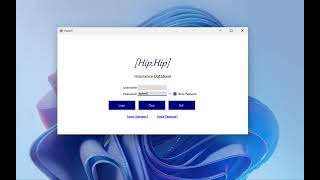 Form1
[Hip,Hip]
Insurance Database
Username:
Password:
Show Password
Login
Clear
Exit
Forgot Username?
Forgot Password?